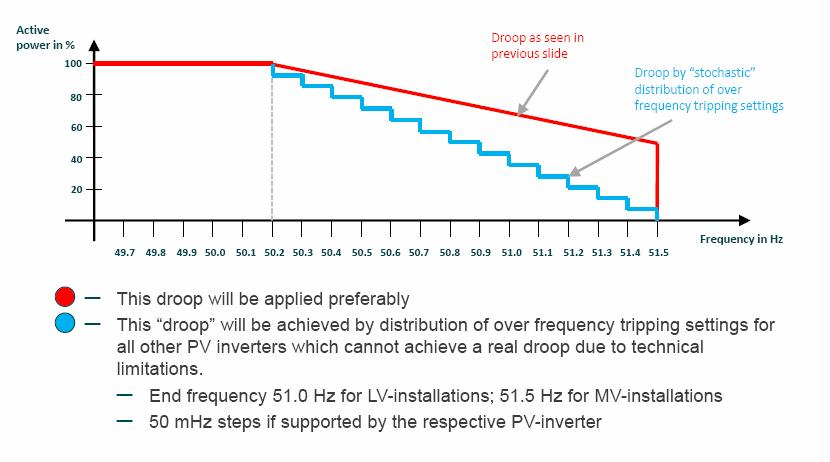 Active
power in %
100
80
60
40
20
Droop as seen in
previous slide
Droop by “stochastic”
distribution of over
frequency tripping settings
Frequency in Hz
49.7 49.8 49.9 50.0 50.1 50.2 50.3 50.4 50.5 50.6 50.7 50.8 50.9 51.0 51.1 51.2 51.3 51.4 51.5
— This droop will be applied preferably
— This “droop” will be achieved by distribution of over frequency tripping settings for
all other PV inverters which cannot achieve a real droop due to technical
limitations.
— End frequency 51.0 Hz for LV-installations; 51.5 Hz for MV-installations
— 50 mHz steps if supported by the respective PV-inverter